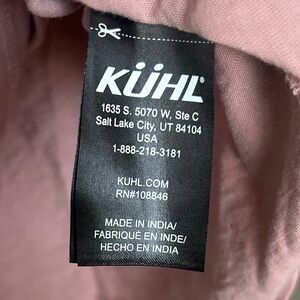 KÜHL
1635 S. 5070 W, Ste C
Salt Lake City, UT 84104
USA
1-888-218-3181
KUHL.COM
RN#108846
MADE IN INDIA/
FABRIQUÉ EN INDE/
HECHO EN INDIA